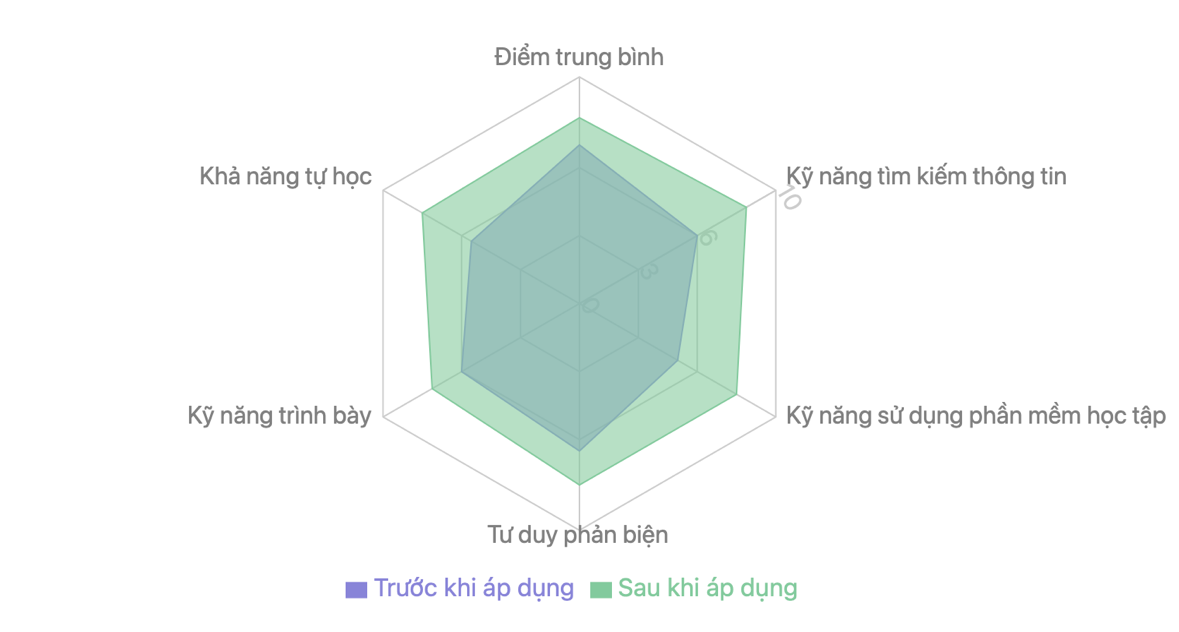 Điểm trung bình
Khả năng tự học
Kỹ năng tìm kiếm thông tin
10
6
3
0
Kỹ năng trình bày
Kỹ năng sử dụng phần mềm học tập
Tư duy phản biện
Trước khi áp dụng
Sau khi áp dụng